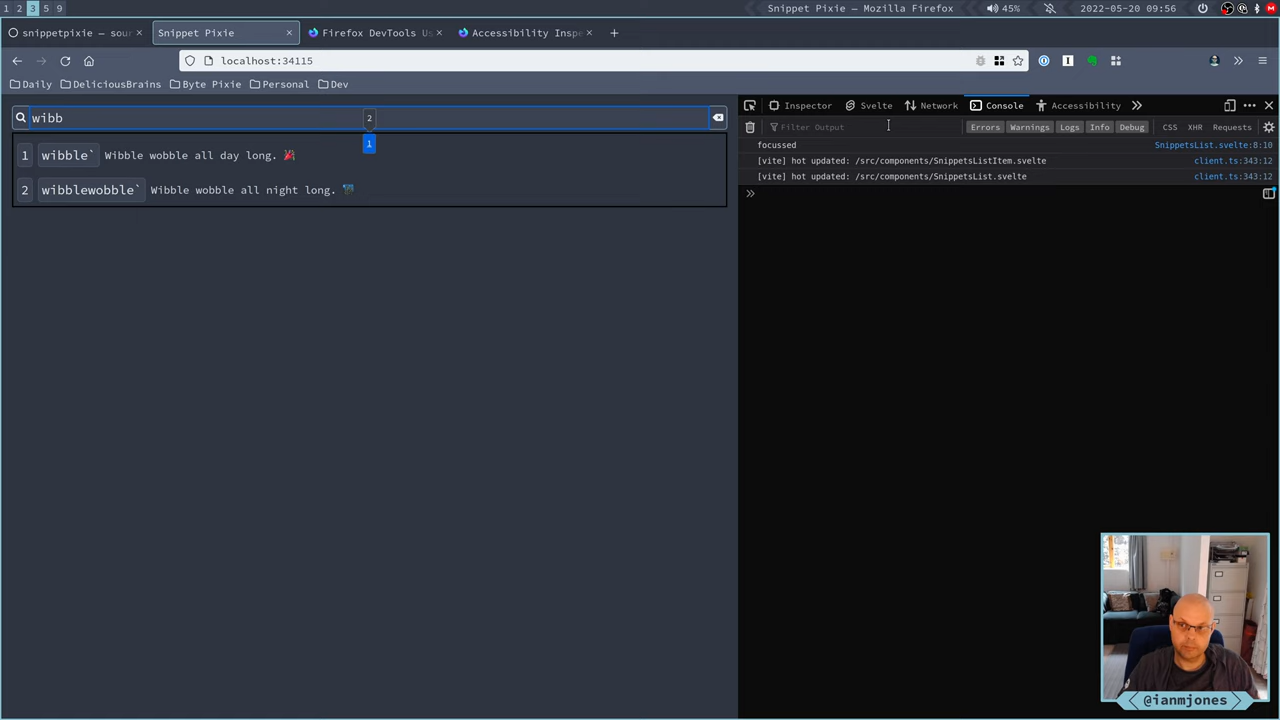 1 2 3 5 9
Snippet Pixie — Mozilla Firefox
45%
2022-05-20 09:56
snippetpixie — sour
Snippet Pixie
Firefox DevTools Us
Accessibility Inspe
localhost:34115
Daily
DeliciousBrains
Byte Pixie
Personal
Dev
wibb
2
1
1 wibble` Wibble wobble all day long. 🎉
2 wibblewobble` Wibble wobble all night long.
Inspector
Svelte
Network
Console
Accessibility
Filter Output
Errors
Warnings
Logs
Info
Debug
CSS
XHR
Requests
focussed SnippetsList.svelte:8:10
[vite] hot updated: /src/components/SnippetsListItem.svelte client.ts:343:12
[vite] hot updated: /src/components/SnippetsList.svelte client.ts:343:12
@ianmjones